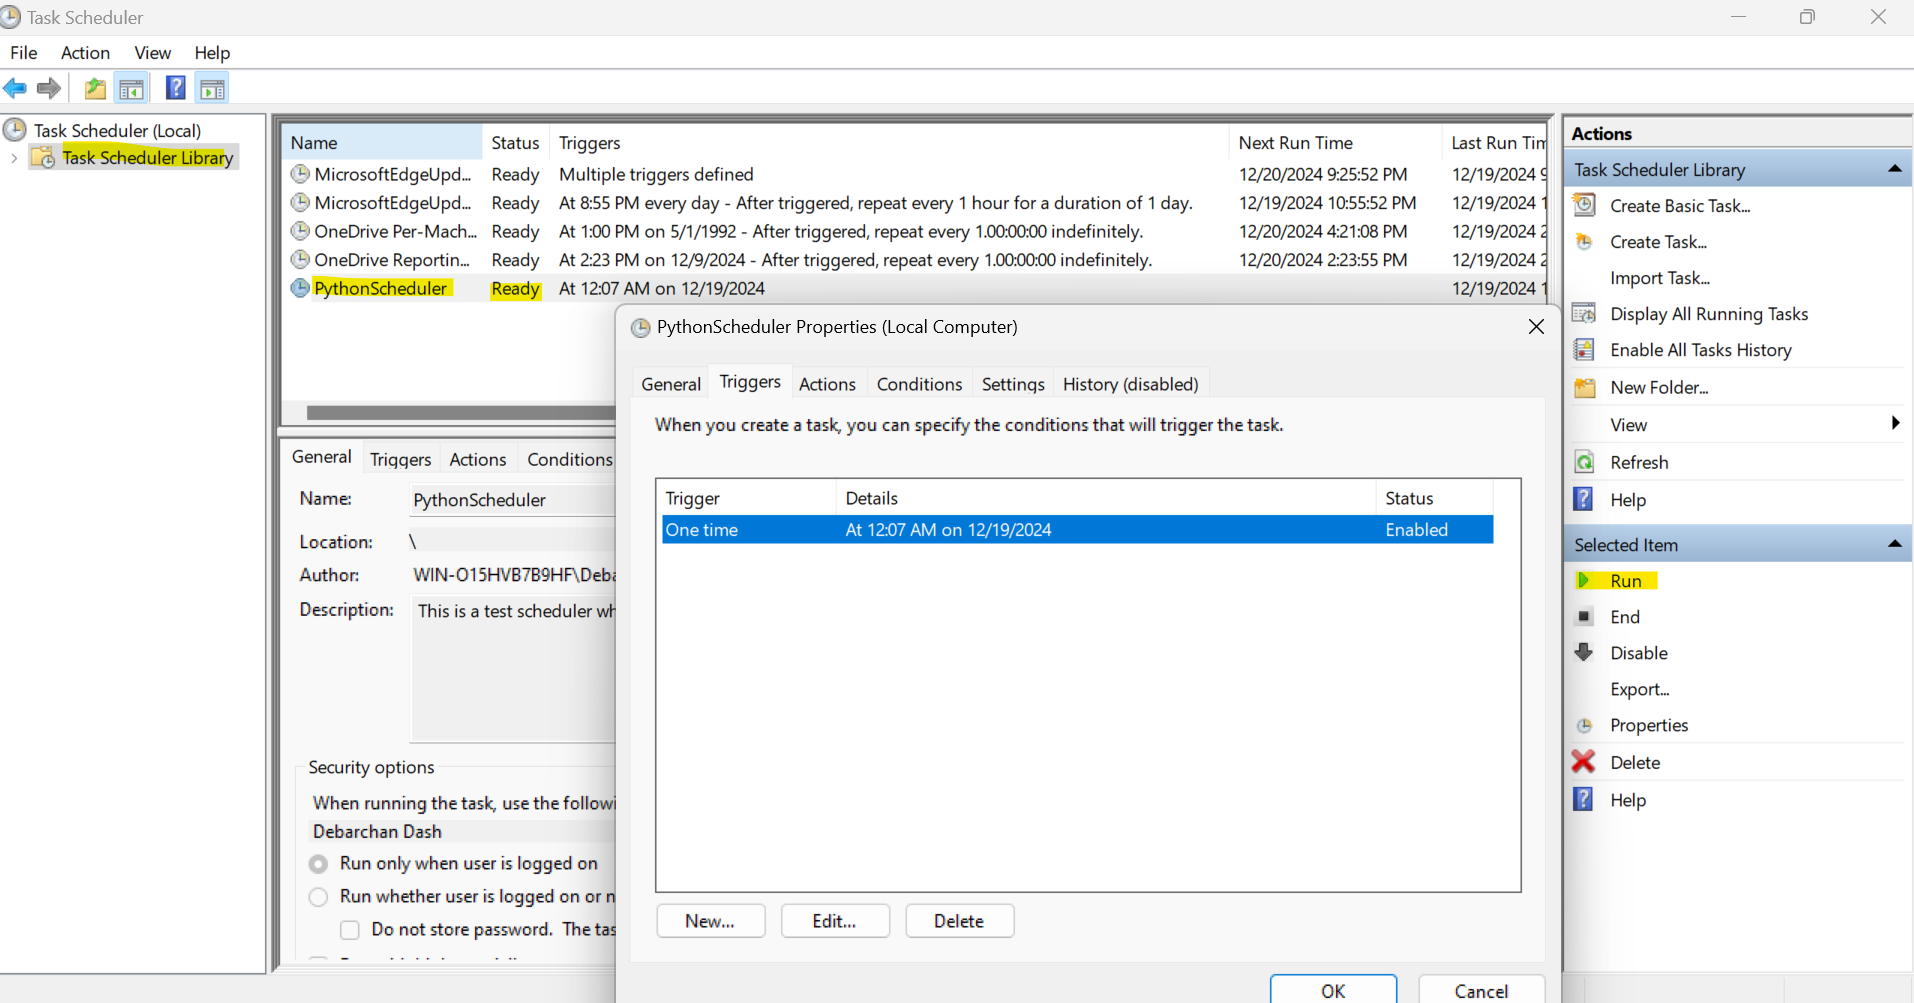 Task Scheduler
File Action View Help
Task Scheduler (Local)
Task Scheduler Library
Name Status Triggers Next Run Time Last Run Tim
MicrosoftEdgeUpd... Ready Multiple triggers defined 12/20/2024 9:25:52 PM 12/19/2024 9
MicrosoftEdgeUpd... Ready At 8:55 PM every day - After triggered, repeat every 1 hour for a duration of 1 day. 12/19/2024 10:55:52 PM 12/19/2024 1
OneDrive Per-Mach... Ready At 1:00 PM on 5/1/1992 - After triggered, repeat every 1.00:00:00 indefinitely. 12/20/2024 4:21:08 PM 12/19/2024 2
OneDrive Reportin... Ready At 2:23 PM on 12/9/2024 - After triggered, repeat every 1.00:00:00 indefinitely. 12/20/2024 2:23:55 PM 12/19/2024 2
PythonScheduler Ready At 12:07 AM on 12/19/2024 12/19/2024 1
General Triggers Actions Conditions
Name: PythonScheduler
Location: \
Author: WIN-O15HVB7B9HF\Deba
Description: This is a test scheduler wh
Security options
When running the task, use the followi
Debarchan Dash
Run only when user is logged on
Run whether user is logged on or n
Do not store password. The tas
PythonScheduler Properties (Local Computer)
General Triggers Actions Conditions Settings History (disabled)
When you create a task, you can specify the conditions that will trigger the task.
Trigger Details Status
One time At 12:07 AM on 12/19/2024 Enabled
New... Edit... Delete
OK Cancel
Actions
Task Scheduler Library
Create Basic Task...
Create Task...
Import Task...
Display All Running Tasks
Enable All Tasks History
New Folder...
View
Refresh
Help
Selected Item
Run
End
Disable
Export...
Properties
Delete
Help